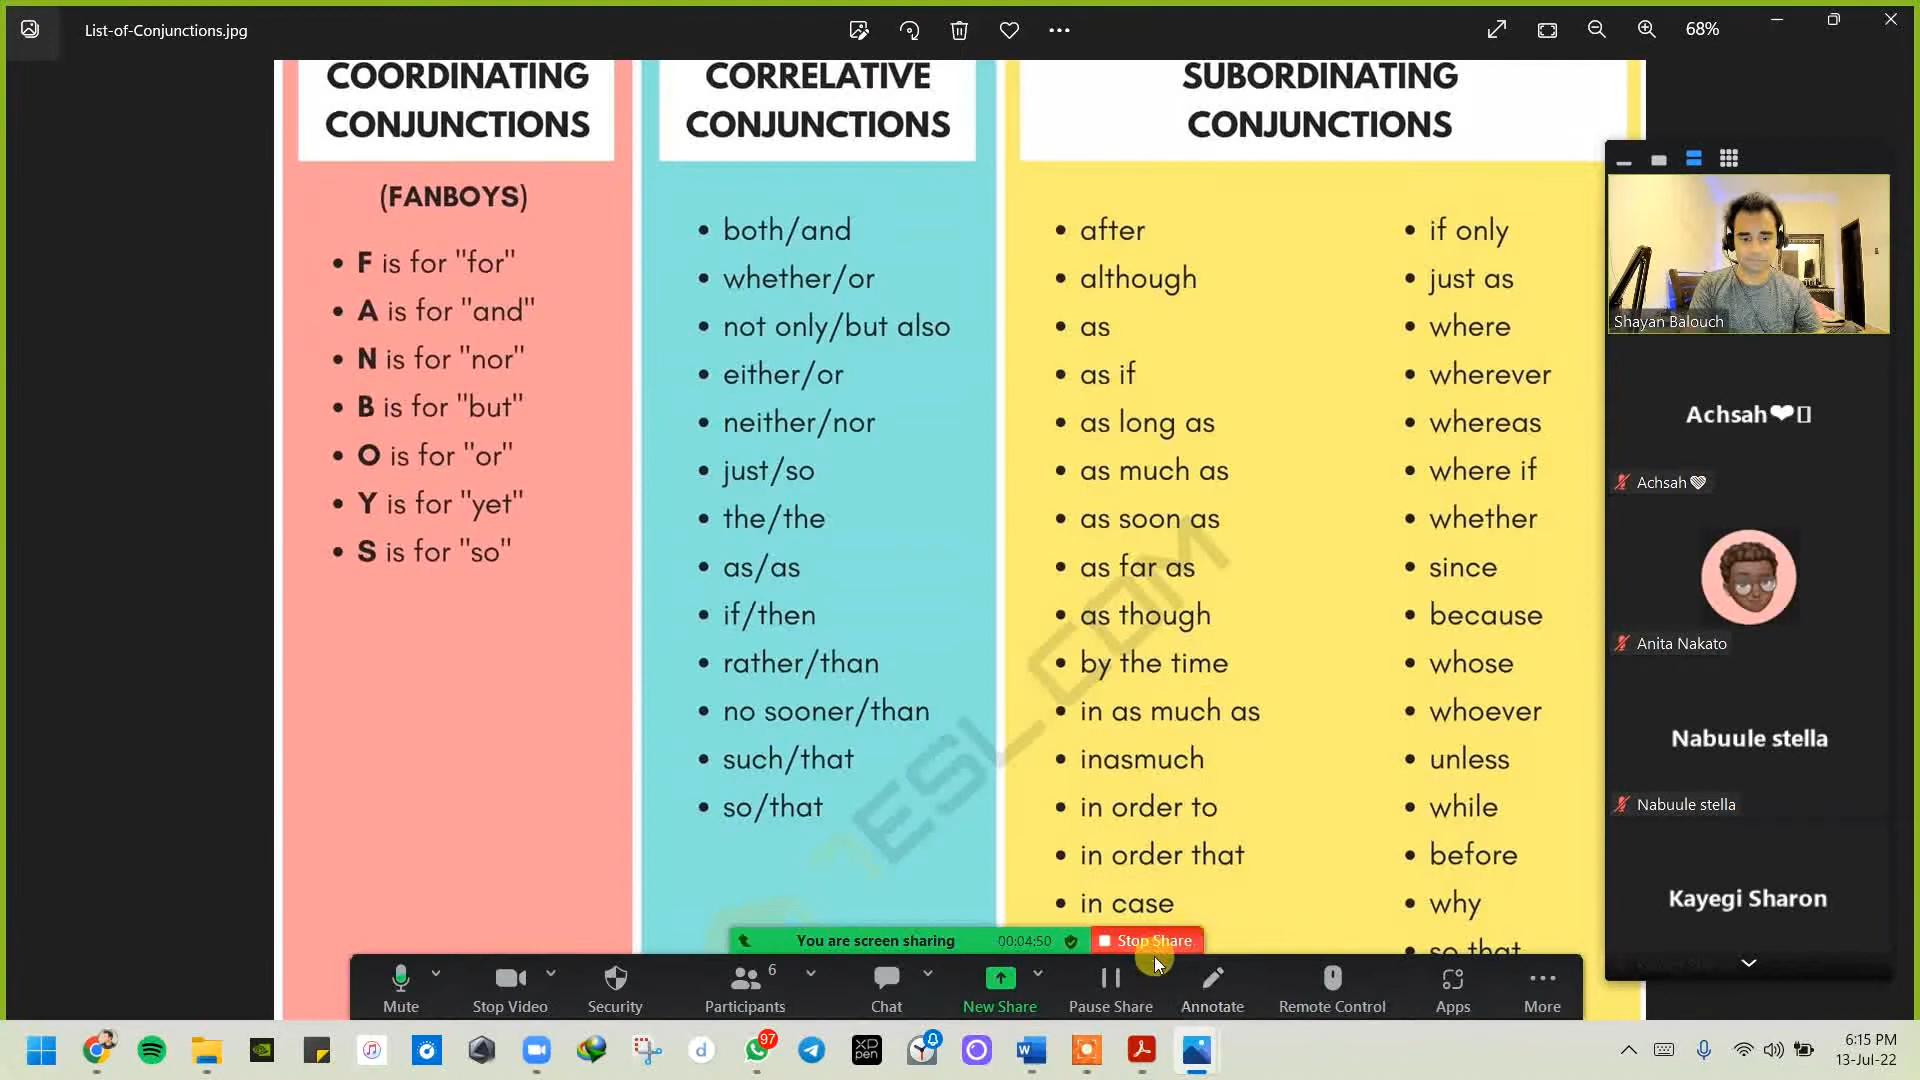 List-of-Conjunctions.jpg
68%
COORDINATING
CONJUNCTIONS
(FANBOYS)
F is for "for"
A is for "and"
N is for "nor"
B is for "but"
O is for "or"
Y is for "yet"
S is for "so"
CORRELATIVE
CONJUNCTIONS
both/and
whether/or
not only/but also
either/or
neither/nor
just/so
the/the
as/as
if/then
rather/than
no sooner/than
such/that
so/that
SUBORDINATING
CONJUNCTIONS
after
although
as
as if
as long as
as much as
as soon as
as far as
as though
by the time
in as much as
inasmuch
in order to
in order that
in case
if only
just as
where
wherever
whereas
where if
whether
since
because
whose
whoever
unless
while
before
why
so that
7ESL.COM
Shayan Balouch
Achsah❤
Achsah
Anita Nakato
Nabuule stella
Nabuule stella
Kayegi Sharon
You are screen sharing 00:04:50 Stop Share
Mute
Stop Video
Security
Participants 6
Chat
New Share
Pause Share
Annotate
Remote Control
Apps
More
97
XP
pen
6:15 PM
13-Jul-22